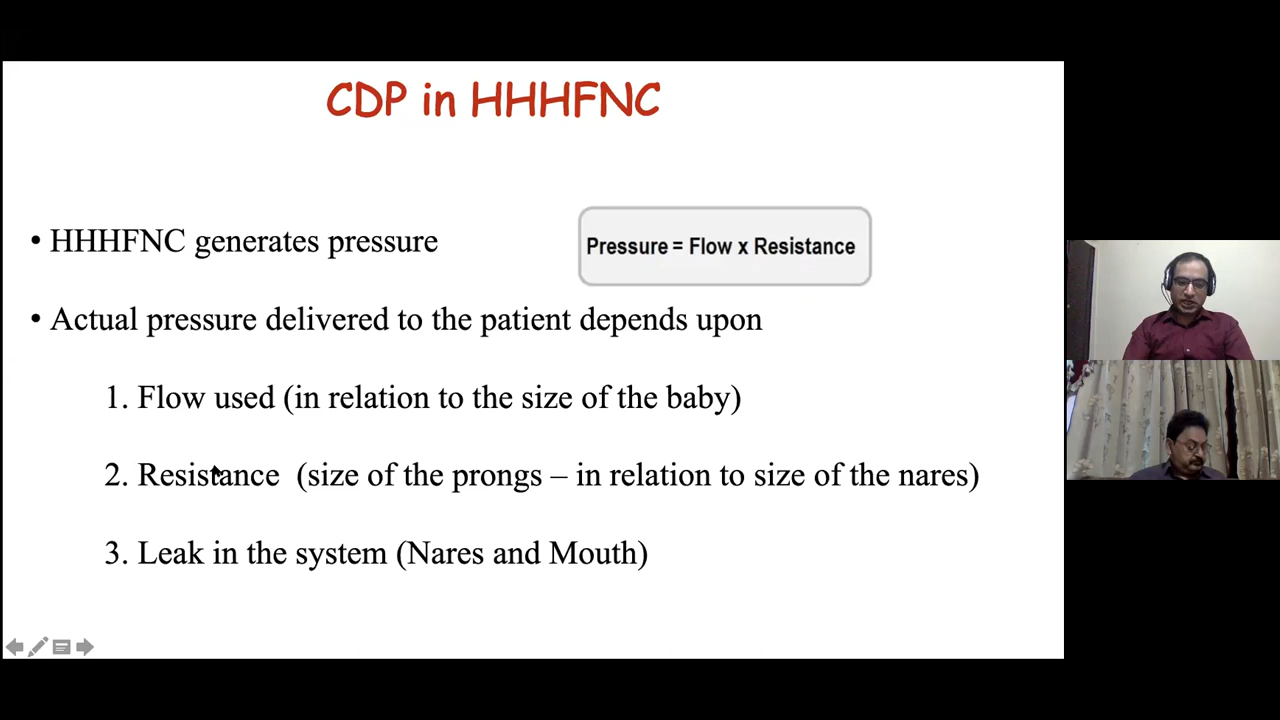 CDP in HHHFNC
• HHHFNC generates pressure
Pressure = Flow x Resistance
• Actual pressure delivered to the patient depends upon
1. Flow used (in relation to the size of the baby)
2. Resistance (size of the prongs – in relation to size of the nares)
3. Leak in the system (Nares and Mouth)